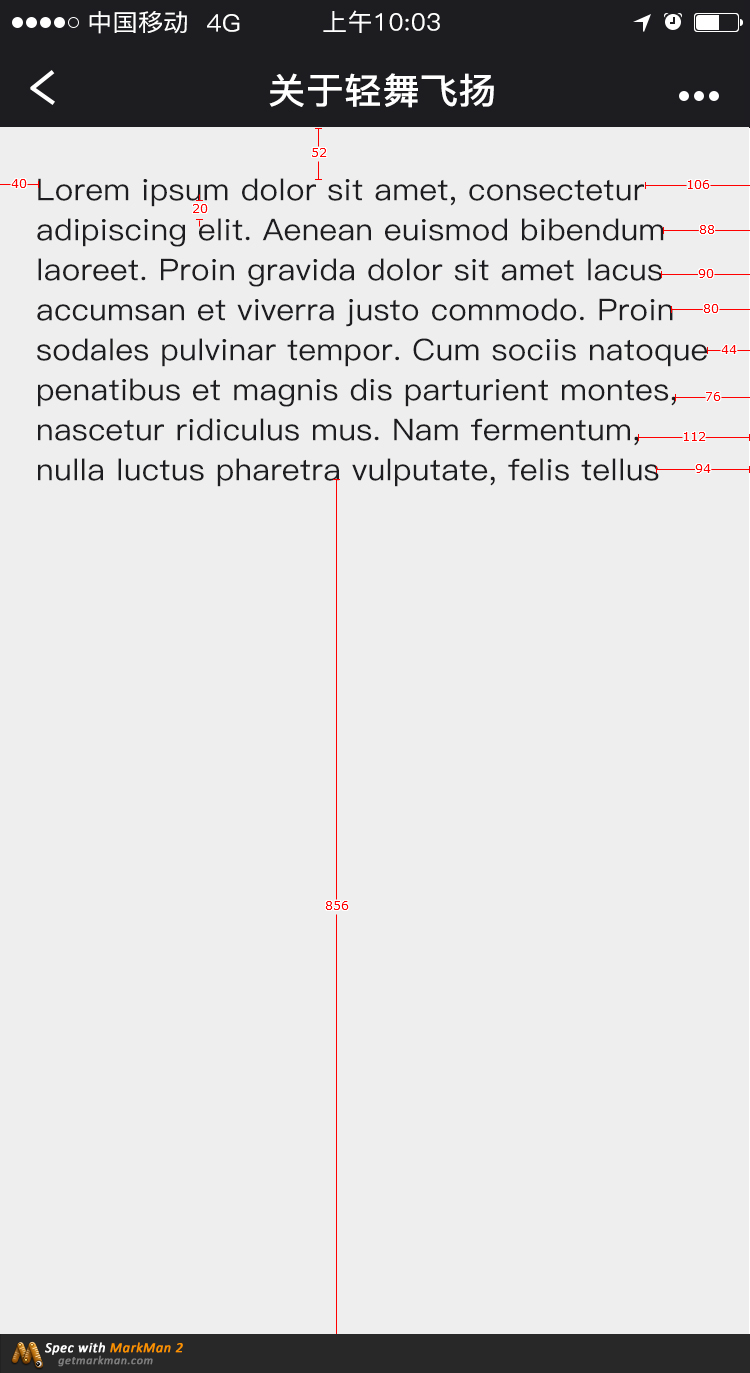 中国移动 4G 上午10:03
关于轻舞飞扬
52
40 Lorem ipsum dolor sit amet, consectetur 106
20
adipiscing elit. Aenean euismod bibendum 88
laoreet. Proin gravida dolor sit amet lacus 90
accumsan et viverra justo commodo. Proin 80
sodales pulvinar tempor. Cum sociis natoque 44
penatibus et magnis dis parturient montes, 76
nascetur ridiculus mus. Nam fermentum, 112
nulla luctus pharetra vulputate, felis tellus 94
856
Spec with MarkMan 2
getmarkman.com